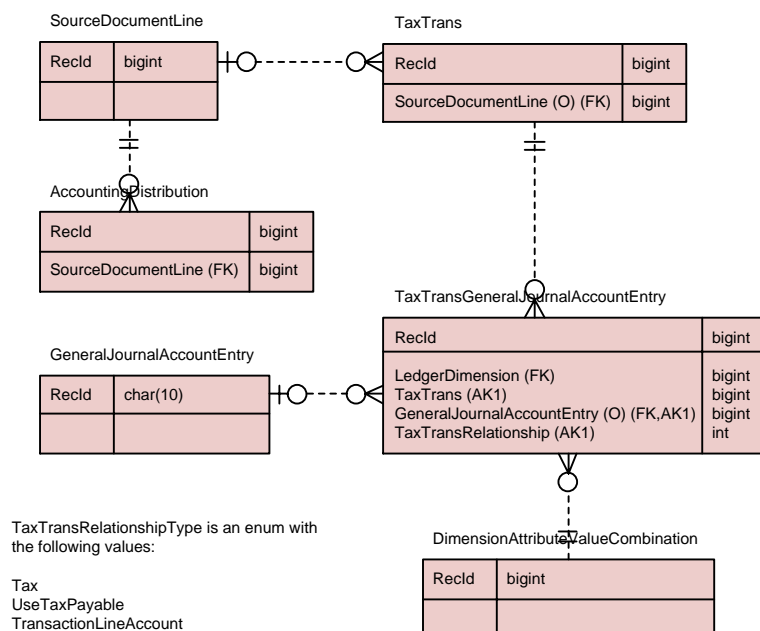 SourceDocumentLine
RecId bigint
TaxTrans
RecId bigint
SourceDocumentLine (O) (FK) bigint
AccountingDistribution
RecId bigint
SourceDocumentLine (FK) bigint
TaxTransGeneralJournalAccountEntry
RecId bigint
LedgerDimension (FK) bigint
TaxTrans (AK1) bigint
GeneralJournalAccountEntry (O) (FK,AK1) bigint
TaxTransRelationship (AK1) int
GeneralJournalAccountEntry
RecId char(10)
TaxTransRelationshipType is an enum with
the following values:
Tax
UseTaxPayable
TransactionLineAccount
DimensionAttributeValueCombination
RecId bigint